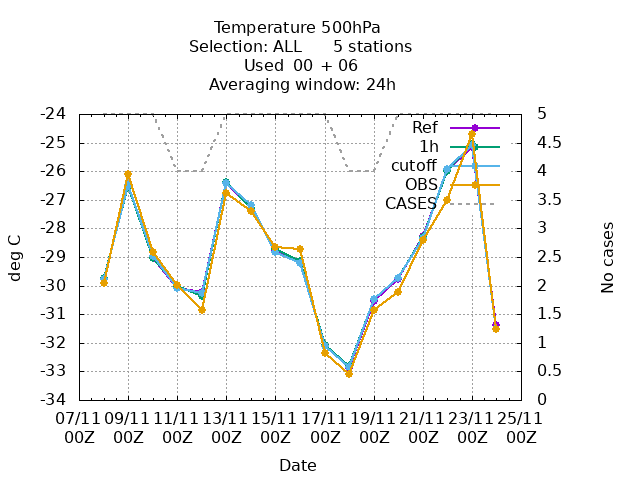 Temperature 500hPa
Selection: ALL 5 stations
Used 00 + 06
Averaging window: 24h
-24
-25
-26
-27
-28
-29
-30
-31
-32
-33
-34
deg C
5
4.5
4
3.5
3
2.5
2
1.5
1
0.5
0
No cases
Ref
1h
cutoff
OBS
CASES
07/11 09/11 11/11 13/11 15/11 17/11 19/11 21/11 23/11 25/11
00Z 00Z 00Z 00Z 00Z 00Z 00Z 00Z 00Z 00Z
Date